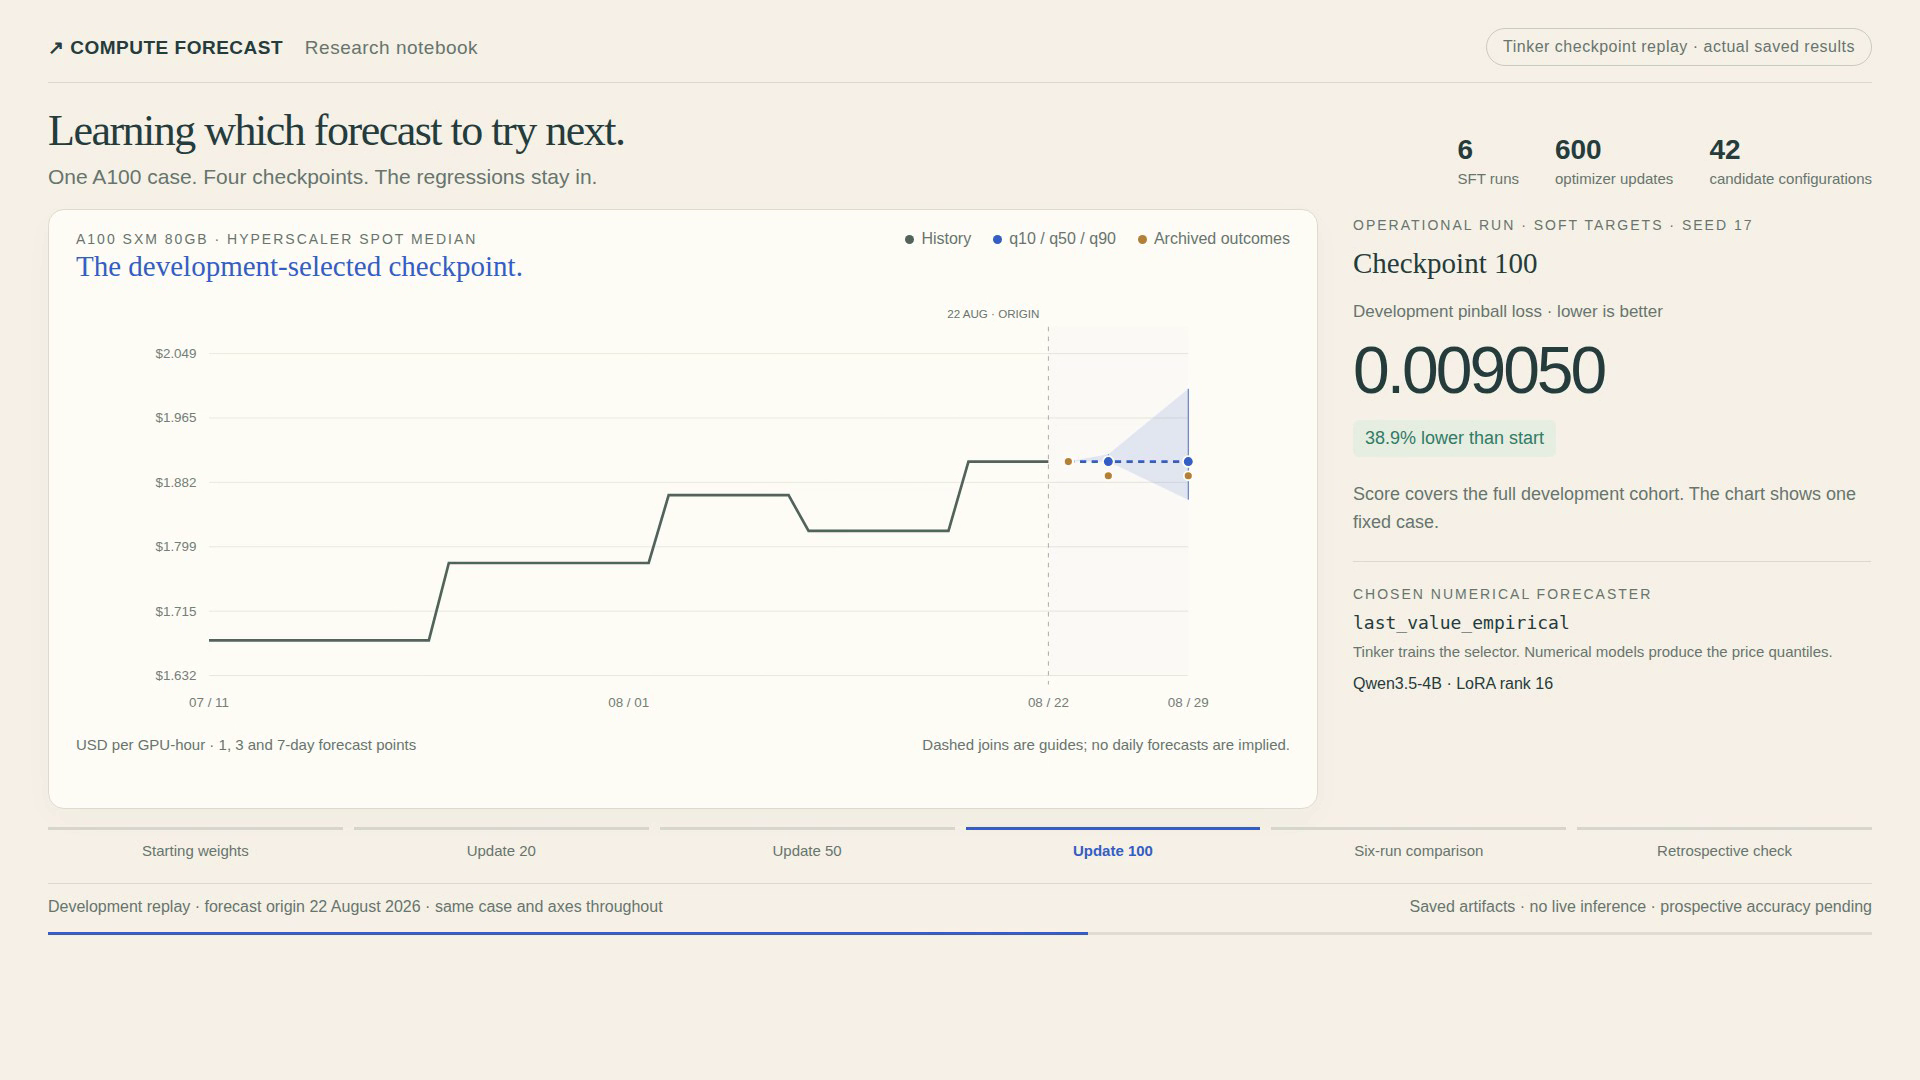 ↗ COMPUTE FORECAST Research notebook
Tinker checkpoint replay · actual saved results
Learning which forecast to try next.
One A100 case. Four checkpoints. The regressions stay in.
6
SFT runs
600
optimizer updates
42
candidate configurations
A100 SXM 80GB · HYPERSCALER SPOT MEDIAN
The development-selected checkpoint.
History
q10 / q50 / q90
Archived outcomes
22 AUG · ORIGIN
$2.049
$1.965
$1.882
$1.799
$1.715
$1.632
07 / 11
08 / 01
08 / 22
08 / 29
USD per GPU-hour · 1, 3 and 7-day forecast points
Dashed joins are guides; no daily forecasts are implied.
OPERATIONAL RUN · SOFT TARGETS · SEED 17
Checkpoint 100
Development pinball loss · lower is better
0.009050
38.9% lower than start
Score covers the full development cohort. The chart shows one
fixed case.
CHOSEN NUMERICAL FORECASTER
last_value_empirical
Tinker trains the selector. Numerical models produce the price quantiles.
Qwen3.5-4B · LoRA rank 16
Starting weights
Update 20
Update 50
Update 100
Six-run comparison
Retrospective check
Development replay · forecast origin 22 August 2026 · same case and axes throughout
Saved artifacts · no live inference · prospective accuracy pending